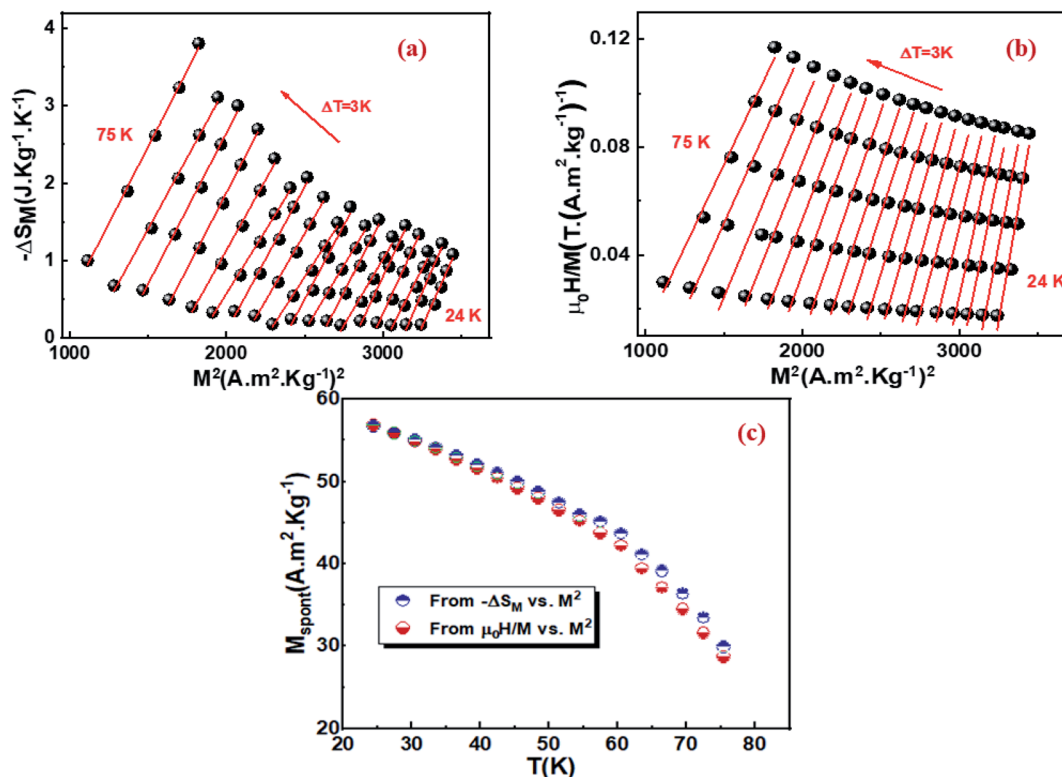 4
3
2
1
0
-ΔS_M(J.Kg⁻¹.K⁻¹)
(a)
ΔT=3K
75 K
24 K
1000
2000
3000
M²(A.m².Kg⁻¹)²
0.12
0.08
0.04
μ₀H/M(T.(A.m².kg⁻¹)⁻¹)
(b)
ΔT=3K
75 K
24 K
1000
2000
3000
M²(A.m².Kg⁻¹)²
60
50
40
30
20
M_spont(A.m².Kg⁻¹)
(c)
From -ΔS_M vs. M²
From μ₀H/M vs. M²
20
30
40
50
60
70
80
T(K)